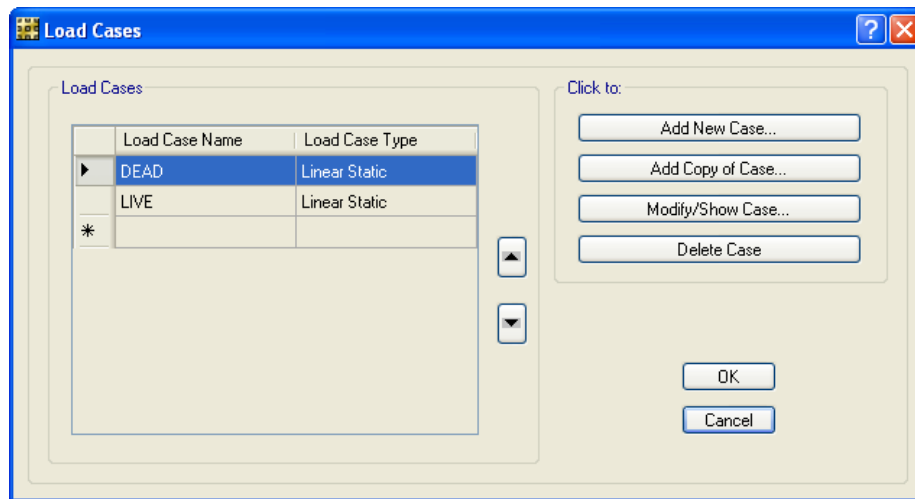 Load Cases
Load Cases
Load Case Name Load Case Type
DEAD Linear Static
LIVE Linear Static
Click to:
Add New Case...
Add Copy of Case...
Modify/Show Case...
Delete Case
OK
Cancel